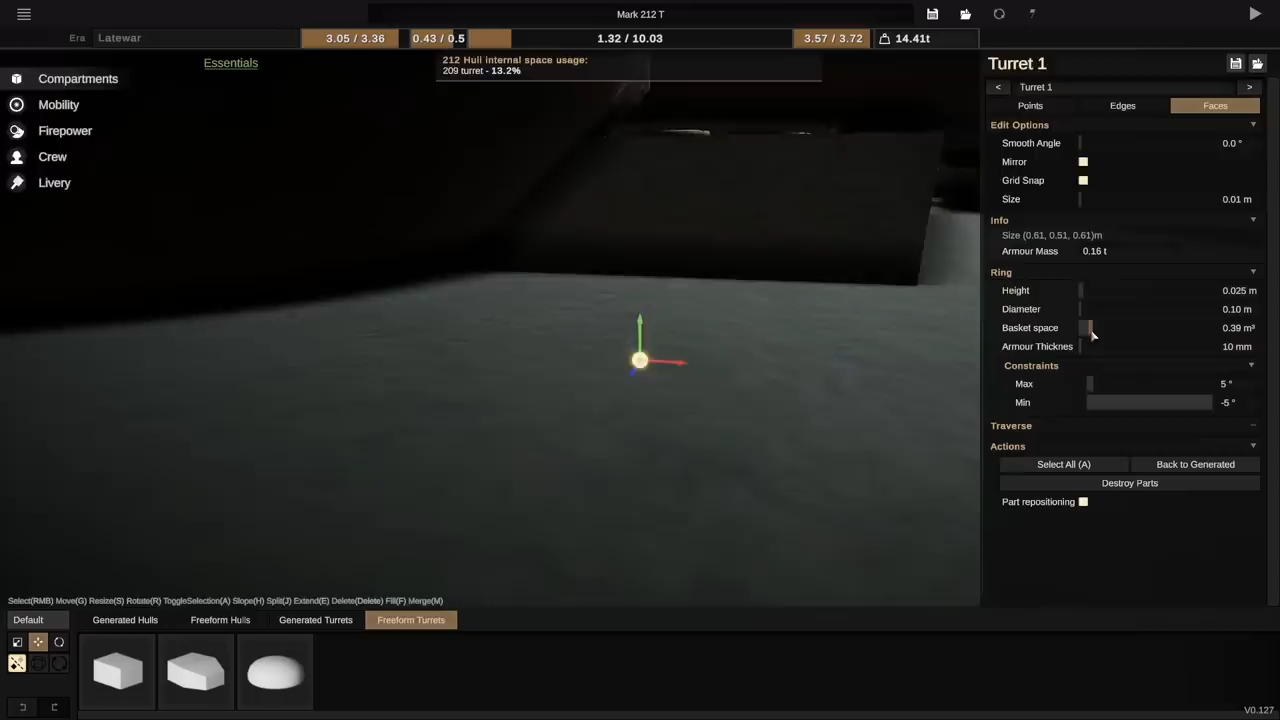 Mark 212 T
Era Latewar 3.05 / 3.36 0.43 / 0.5 1.32 / 10.03 3.57 / 3.72 14.41t
Essentials
212 Hull internal space usage:
209 turret - 13.2%
Compartments
Mobility
Firepower
Crew
Livery
Turret 1
< Turret 1 >
Points Edges Faces
Edit Options
Smooth Angle 0.0 °
Mirror
Grid Snap
Size 0.01 m
Info
Size (0.61, 0.51, 0.61)m
Armour Mass 0.16 t
Ring
Height 0.025 m
Diameter 0.10 m
Basket space 0.39 m³
Armour Thicknes 10 mm
Constraints
Max 5 °
Min -5 °
Traverse
Actions
Select All (A) Back to Generated
Destroy Parts
Part repositioning
Select(RMB) Move(G) Resize(S) Rotate(R) ToggleSelection(A) Slope(H) Split(J) Extend(E) Delete(Delete) Fill(F) Merge(M)
Default Generated Hulls Freeform Hulls Generated Turrets Freeform Turrets
V0.127